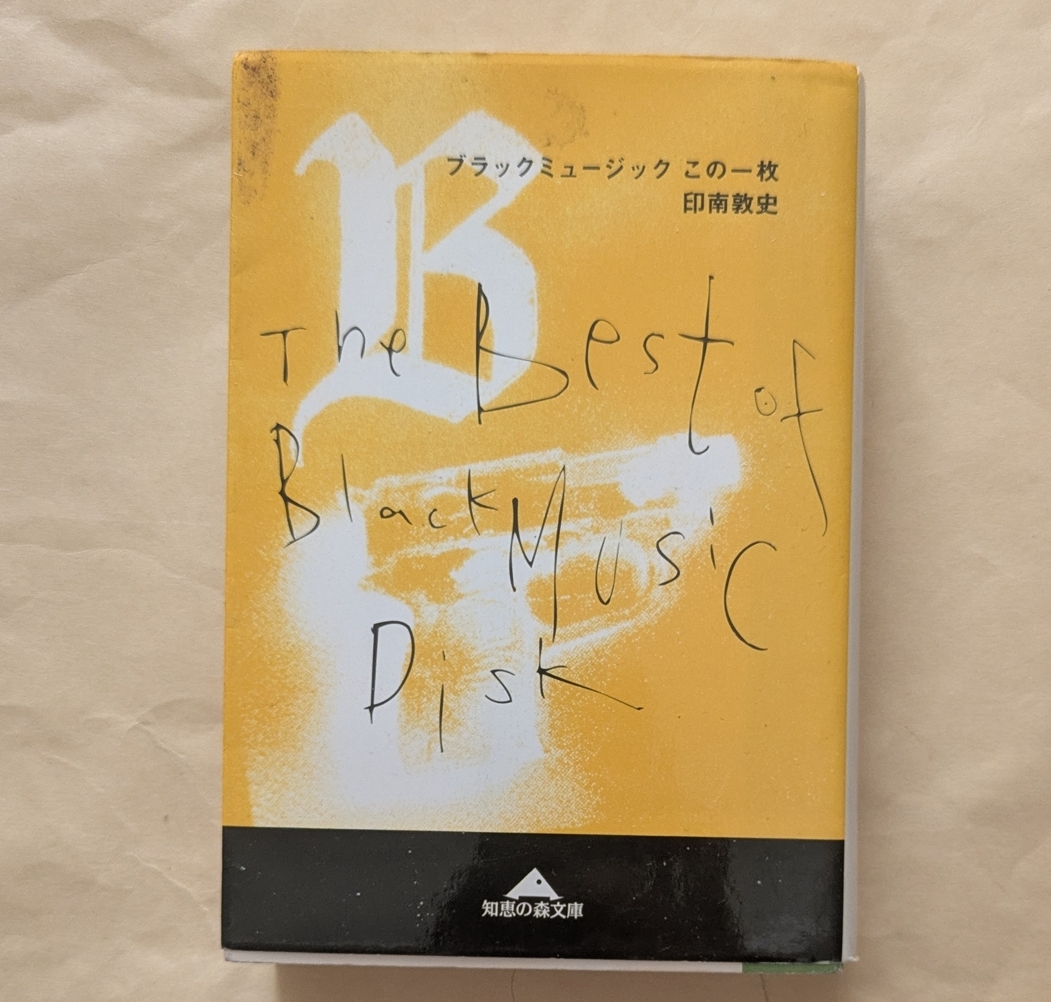 B
ブラックミュージック この一枚
印南敦史
The Best of
Black Music
Disk
知恵の森文庫